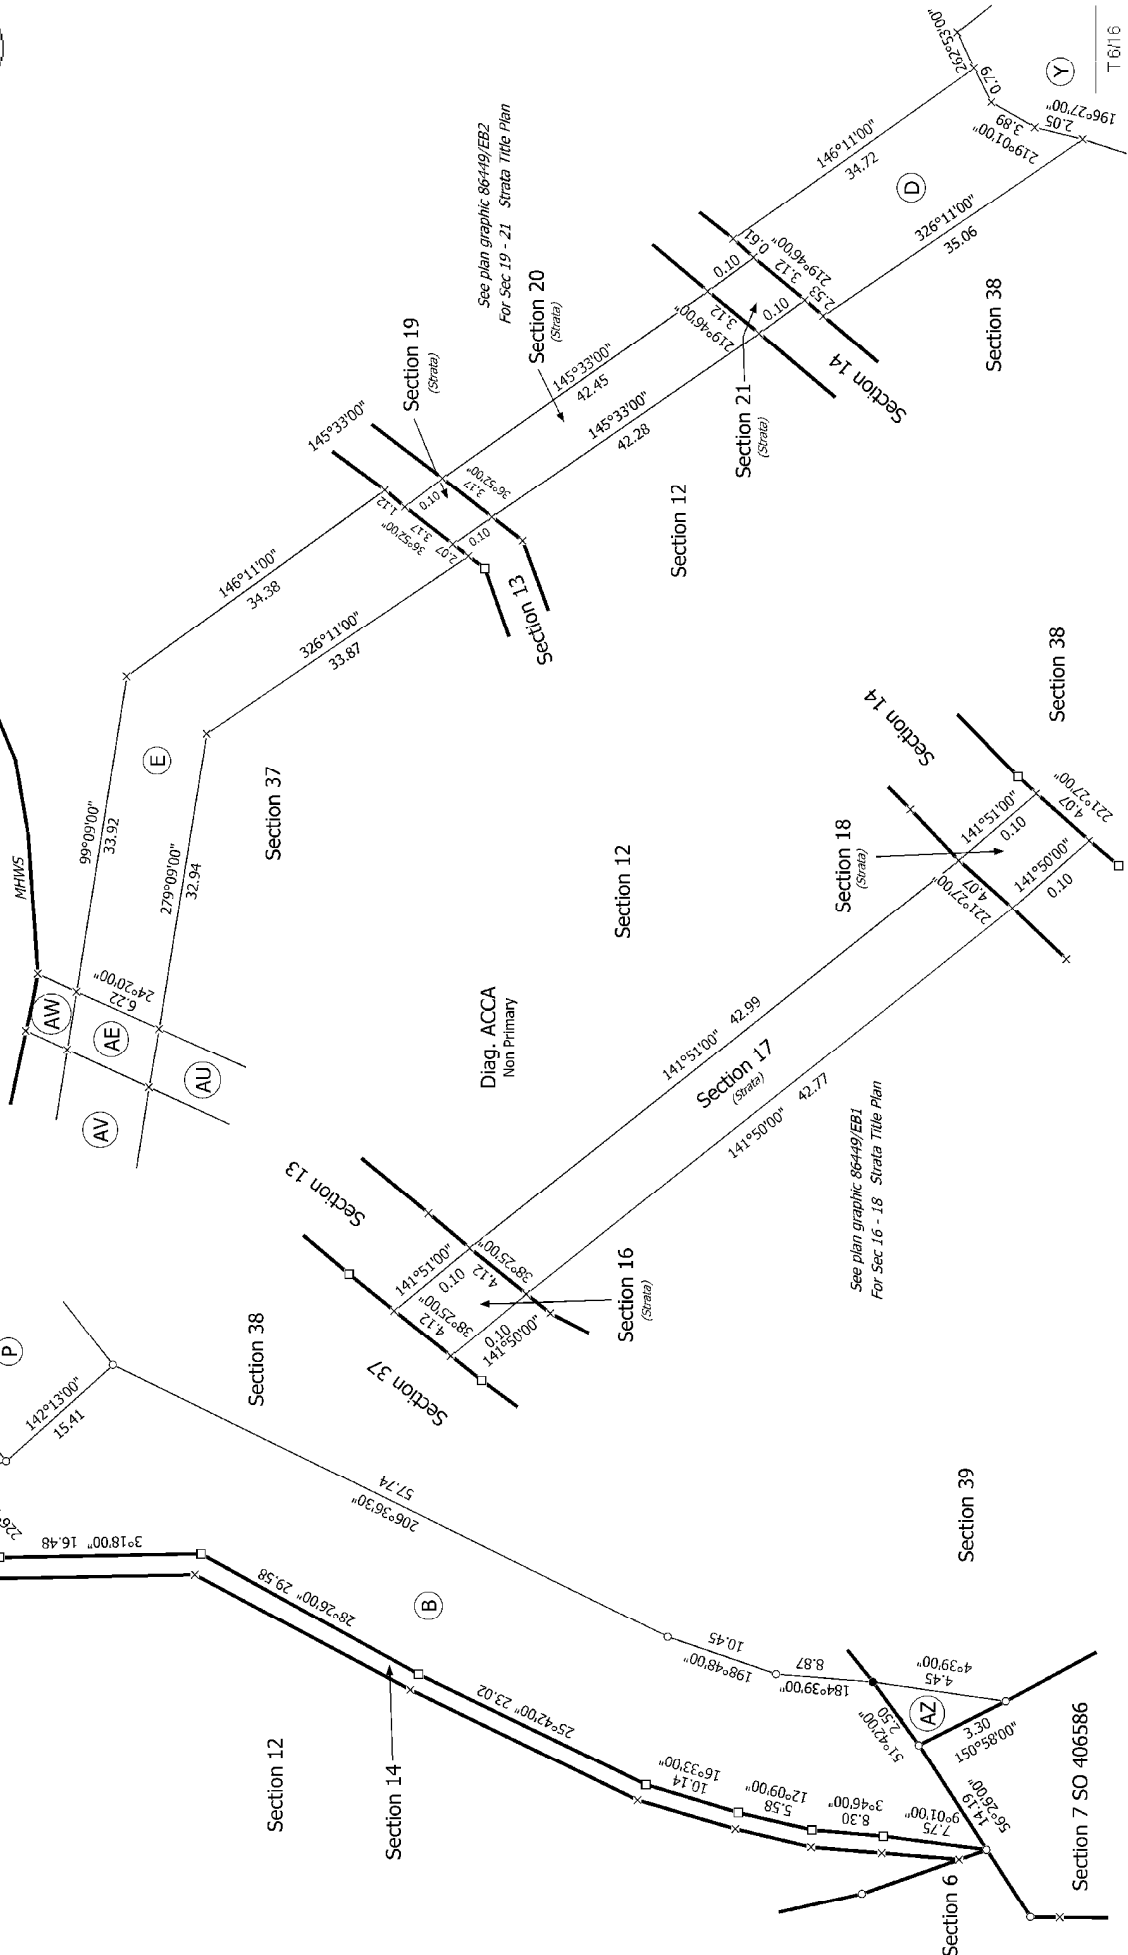 T 6/16
262°53'00"
0.79
Y
3.89
219°01'00"
2.05
196°27'00"
146°11'00"
34.72
D
326°11'00"
35.06
Section 38
See plan graphic 86449/EB2
For Sec 19 - 21 Strata Title Plan
Section 20
(Strata)
Section 19
(Strata)
145°33'00"
42.45
145°33'00"
42.28
0.10
0.61
219°46'00"
3.12
219°46'00"
3.12
0.10
2.53
Section 21
(Strata)
Section 14
Section 12
145°33'00"
1.12
0.10
36°52'00"
3.17
36°52'00"
3.17
2.07
0.10
Section 13
146°11'00"
34.38
326°11'00"
33.87
E
Section 37
99°09'00"
33.92
279°09'00"
32.94
MHWS
24°20'00"
6.22
AW
AE
AV
AU
Diag. ACCA
Non Primary
Section 12
Section 38
Section 14
141°51'00"
0.10
221°27'00"
4.07
141°50'00"
0.10
Section 18
(Strata)
221°27'00"
4.07
141°51'00" 42.99
Section 17
(Strata)
141°50'00" 42.77
See plan graphic 86449/EB1
For Sec 16 - 18 Strata Title Plan
Section 13
141°51'00"
0.10
38°25'00"
4.12
38°25'00"
4.12
0.10
141°50'00"
Section 16
(Strata)
Section 37
P
142°13'00"
15.41
Section 38
57.74
206°36'30"
3°18'00" 16.48
28°26'00" 29.58
B
Section 39
10.45
198°48'00"
8.87
184°39'00"
4.45
4°39'00"
51°42'00"
2.50
AZ
3.30
150°58'00"
25°42'00" 23.02
16°33'00"
10.14
12°09'00"
5.58
3°46'00"
8.30
9°01'00"
7.75
56°26'00"
14.19
Section 12
Section 14
Section 6
Section 7 SO 406586